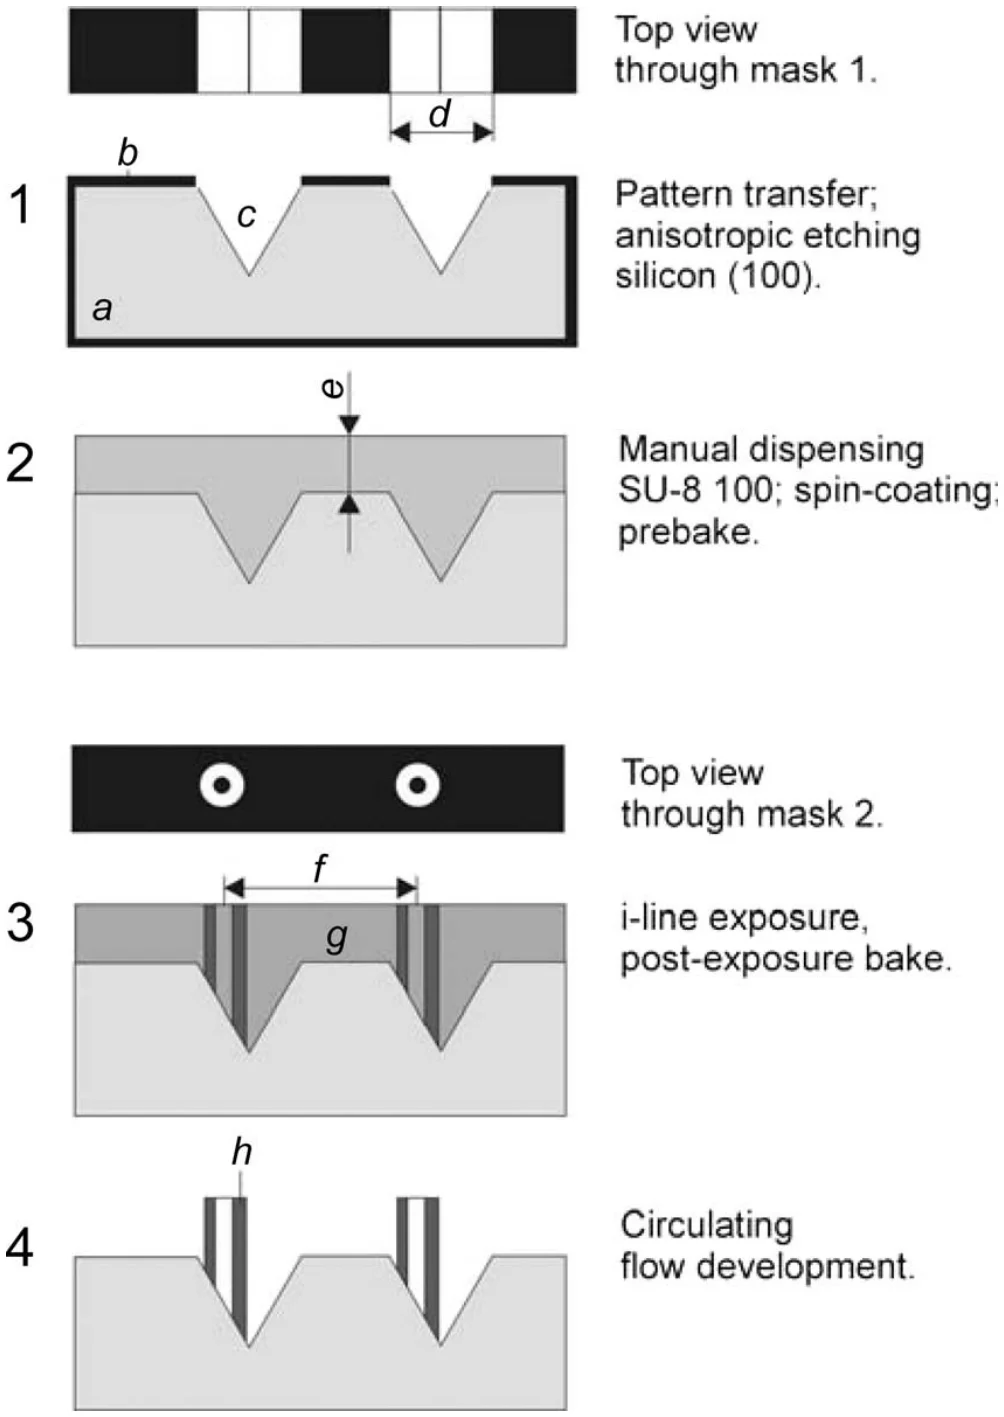 Top view
through mask 1.
d
b
1
c
a
Pattern transfer;
anisotropic etching
silicon (100).
e
2
Manual dispensing
SU-8 100; spin-coating;
prebake.
Top view
through mask 2.
f
3
g
i-line exposure,
post-exposure bake.
h
4
Circulating
flow development.